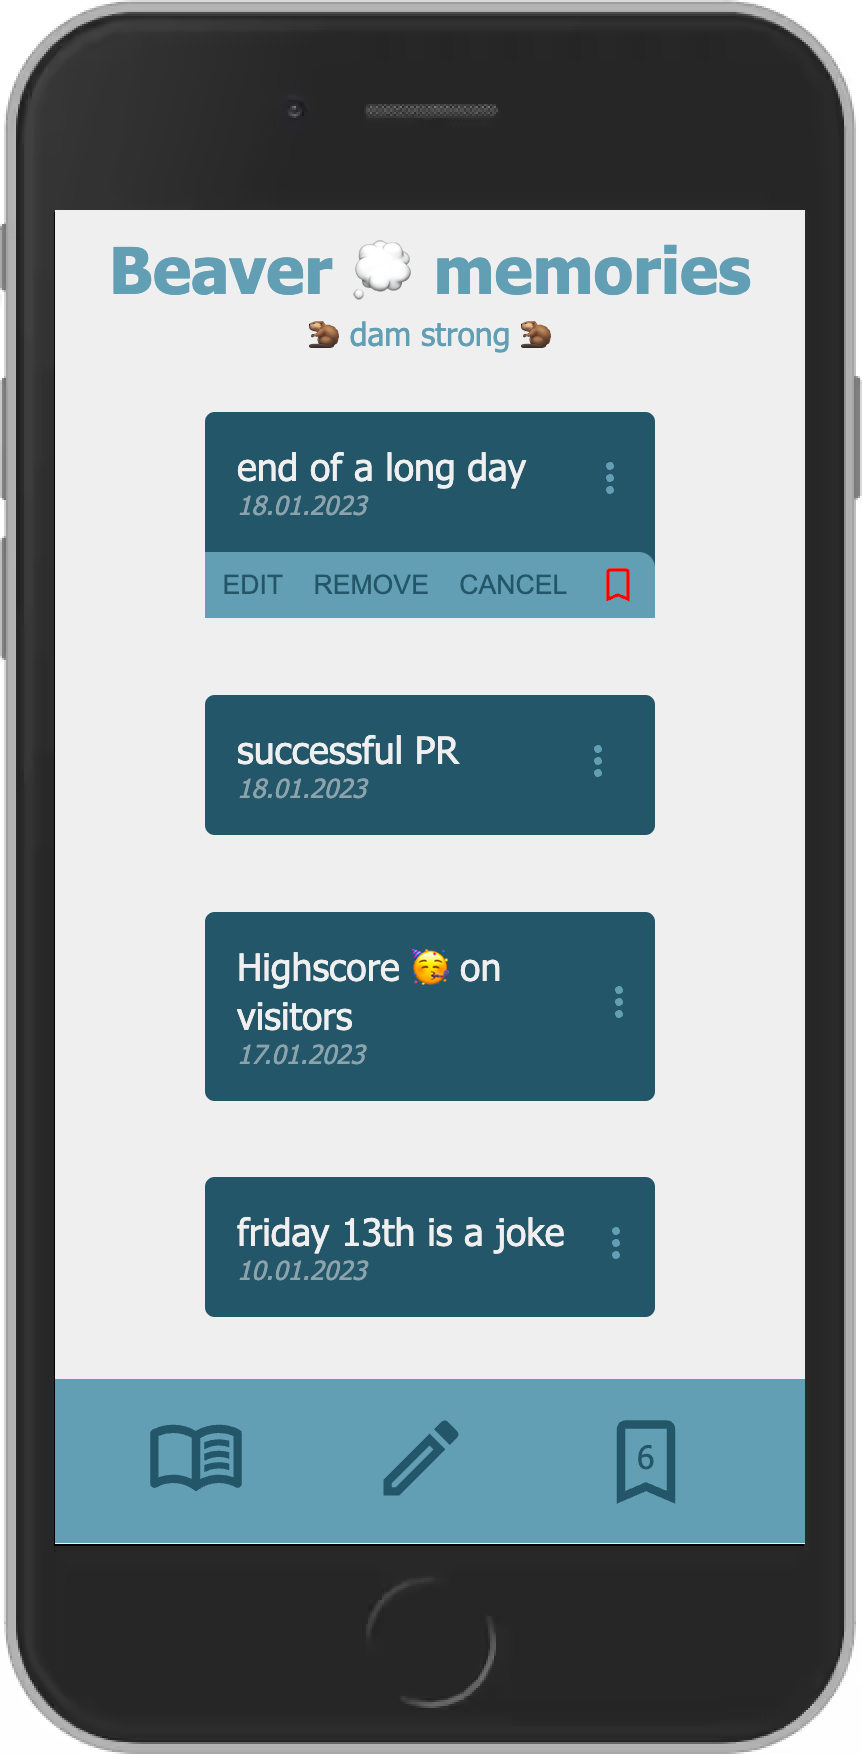 Beaver 💭 memories
🦫 dam strong 🦫
end of a long day
18.01.2023
EDIT REMOVE CANCEL
successful PR
18.01.2023
Highscore 🥳 on
visitors
17.01.2023
friday 13th is a joke
10.01.2023
6